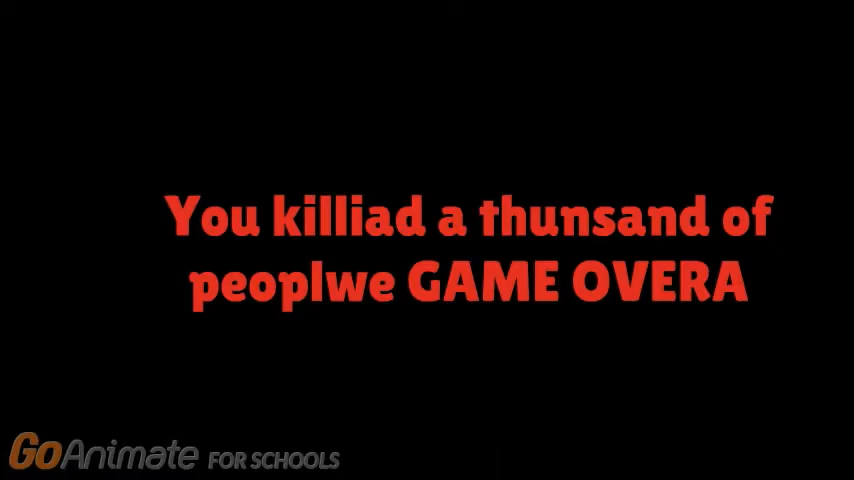 You killiad a thunsand of
peoplwe GAME OVERA
GoAnimate FOR SCHOOLS